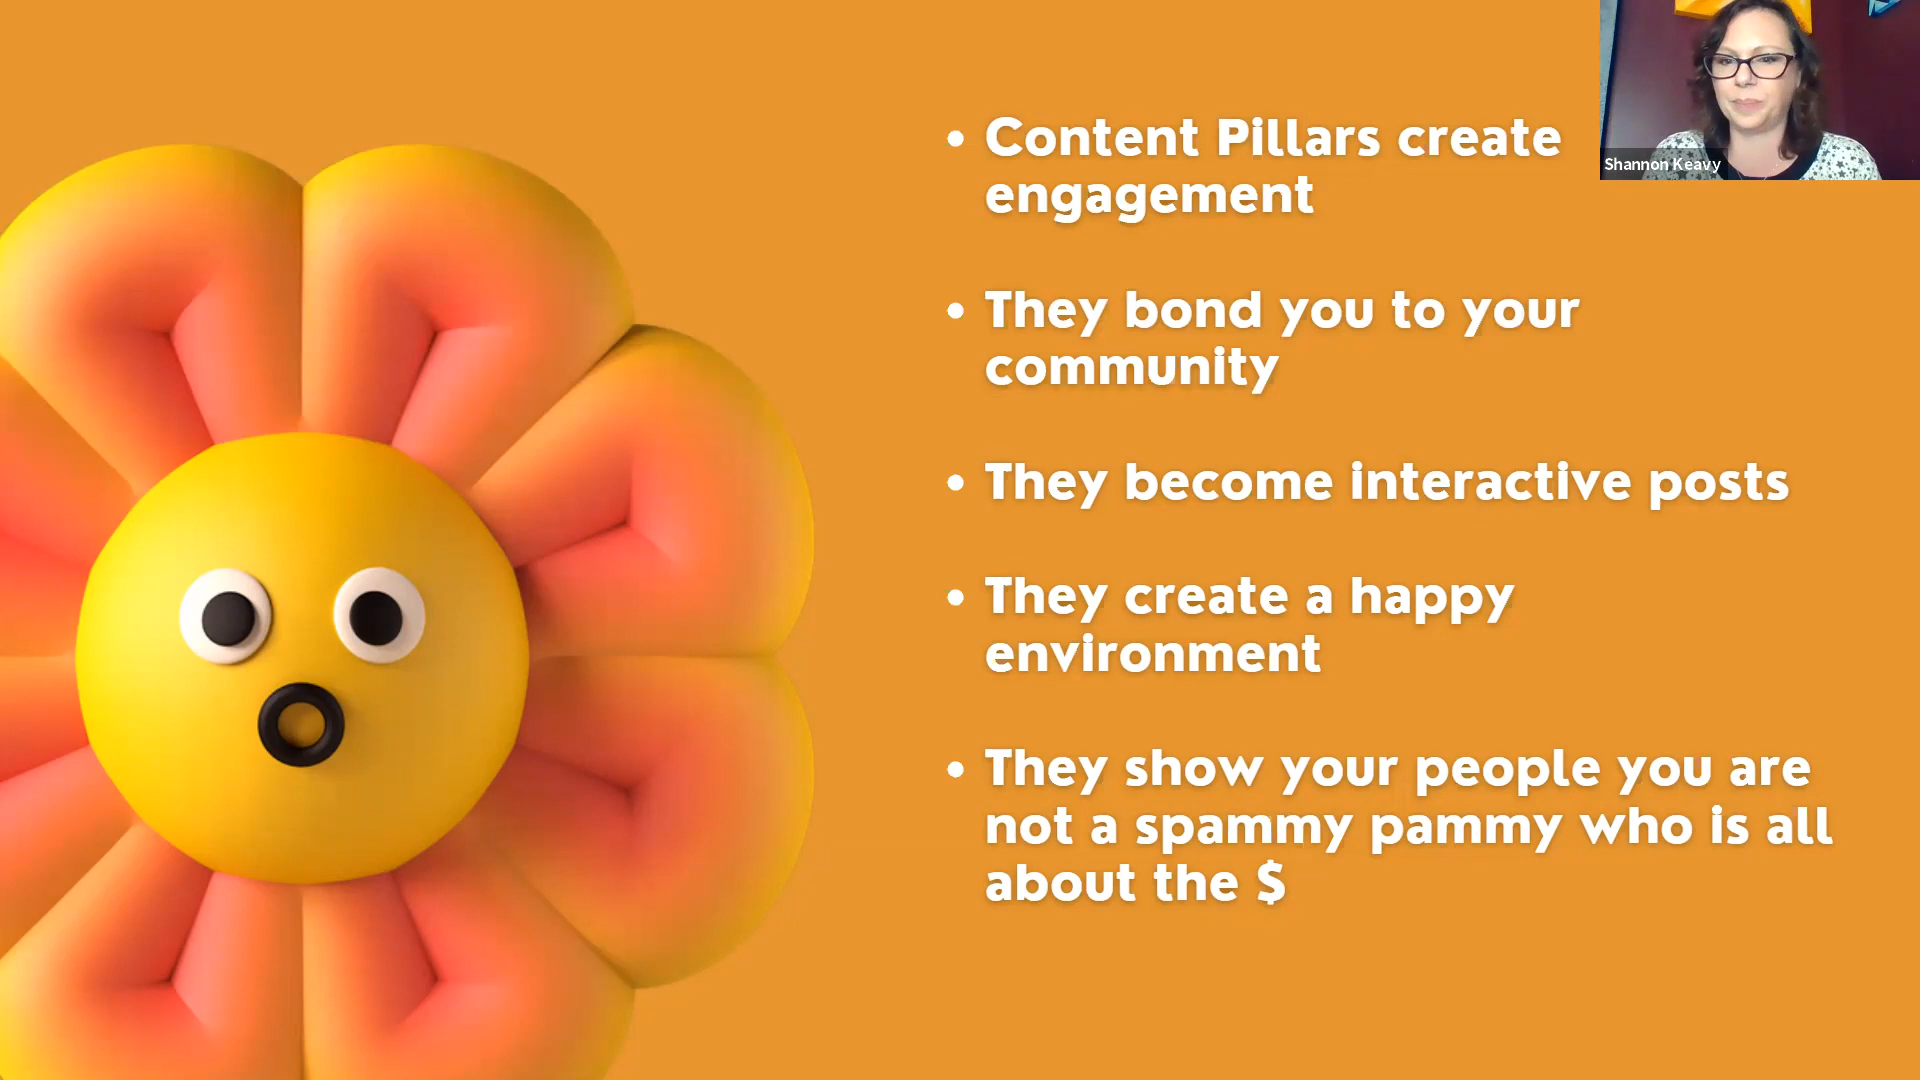 • Content Pillars create
engagement
• They bond you to your
community
• They become interactive posts
• They create a happy
environment
• They show your people you are
not a spammy pammy who is all
about the $
Shannon Keavy